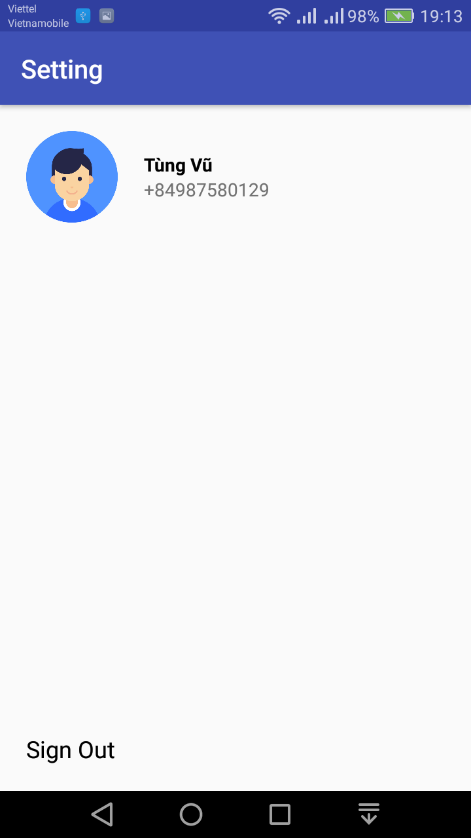 Viettel
Vietnamobile
98%
19:13
Setting
Tùng Vũ
+84987580129
Sign Out